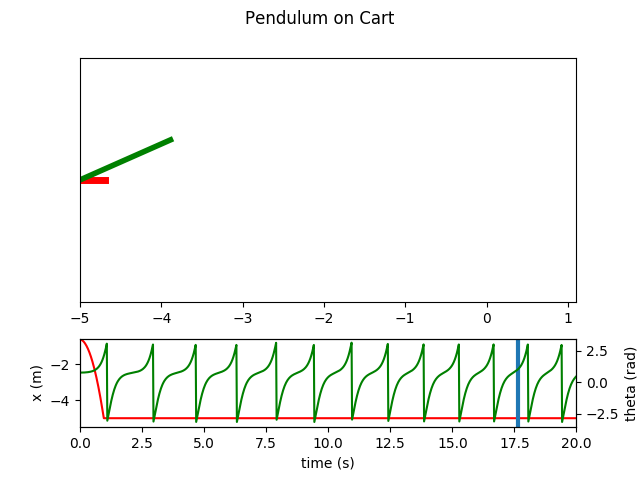 Pendulum on Cart
−5 −4 −3 −2 −1 0 1
x (m)
−2
−4
2.5
0.0
−2.5
theta (rad)
0.0 2.5 5.0 7.5 10.0 12.5 15.0 17.5 20.0
time (s)